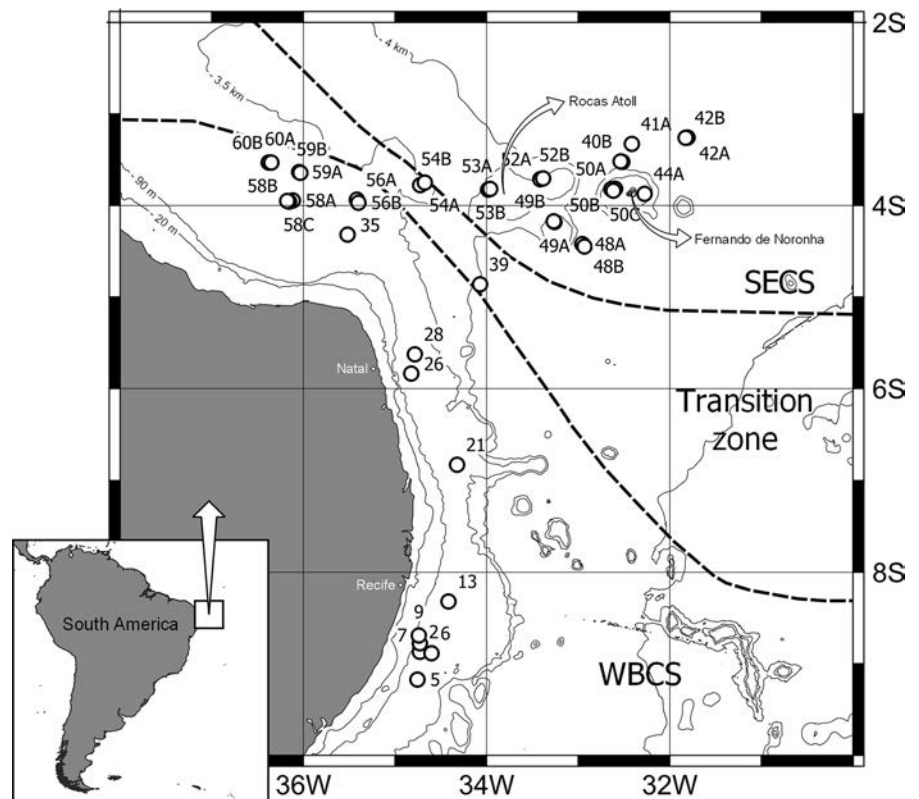 2S
- 4 km
- 3.5 km
Rocas Atoll
42B
41A
40B
42A
60A
60B
59B
59A
54B
53A
52A
52B
50A
44A
56A
58B
58A
56B
54A
53B
49B
50B
50C
4S
58C
35
49A
48A
48B
Fernando de Noronha
- 90 m
- 20 m
39
SECS
28
26
Natal
6S
Transition
zone
21
8S
Recife
13
9
7
26
5
WBCS
South America
36W
34W
32W